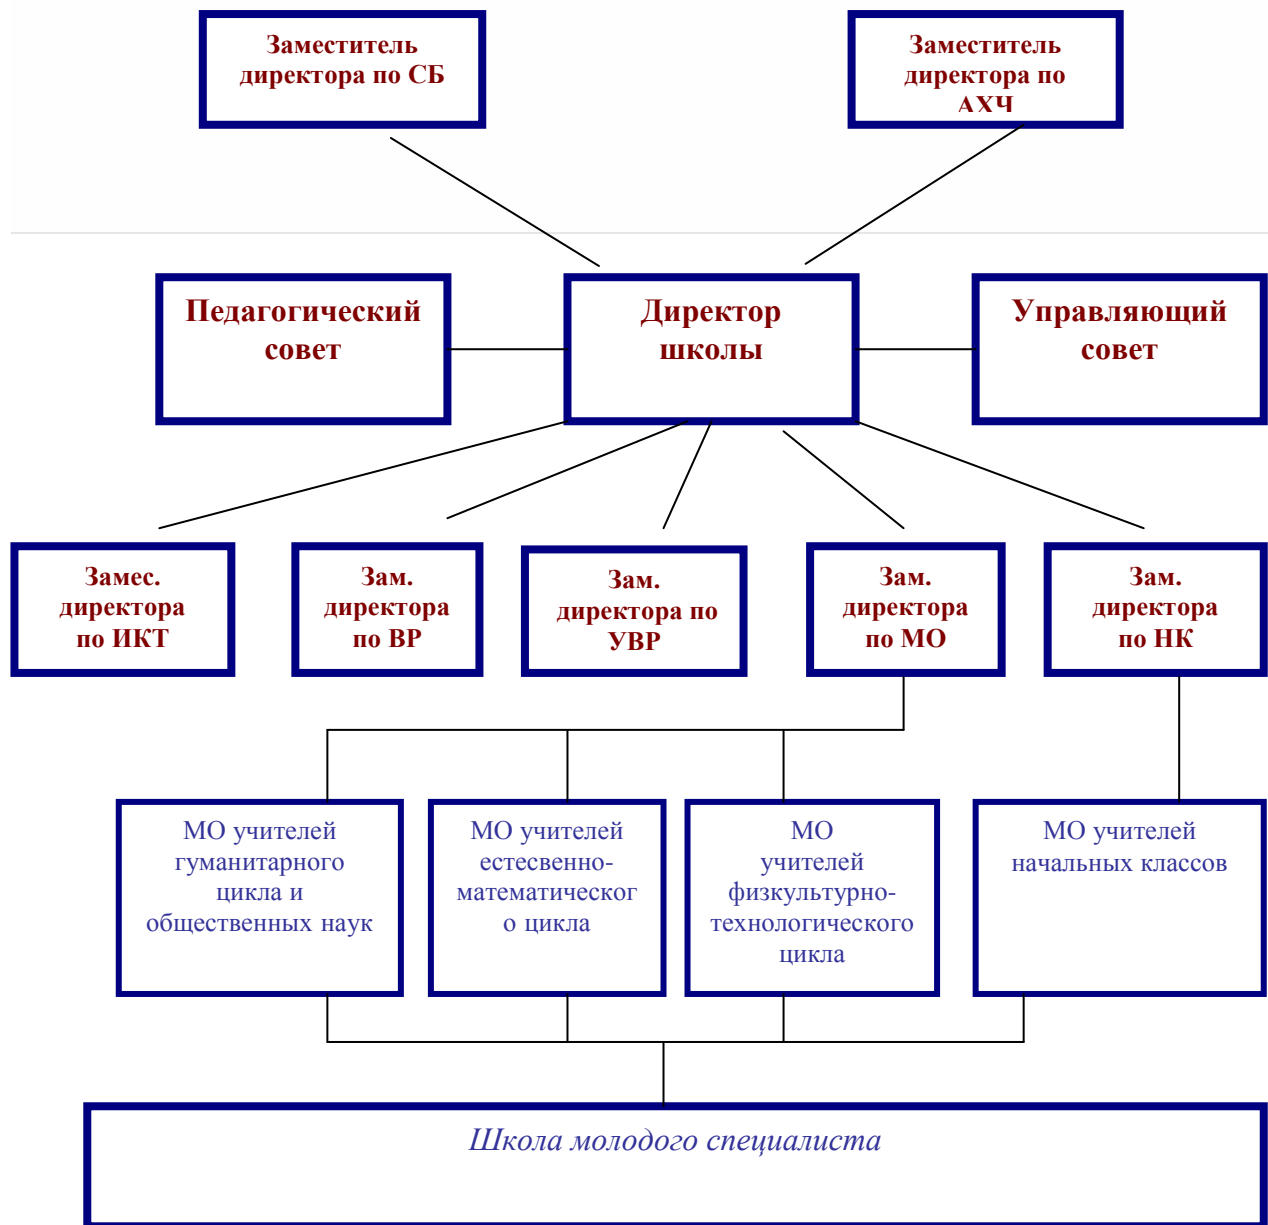 Заместитель
директора по СБ
Заместитель
директора по
АХЧ
Педагогический
совет
Директор
школы
Управляющий
совет
Замес.
директора
по ИКТ
Зам.
директора
по ВР
Зам.
директора по
УВР
Зам.
директора
по МО
Зам.
директора
по НК
МО учителей
гуманитарного
цикла и
общественных наук
МО учителей
естесвенно-
математическог
о цикла
МО
учителей
физкультурно-
технологического
цикла
МО учителей
начальных классов
Школа молодого специалиста